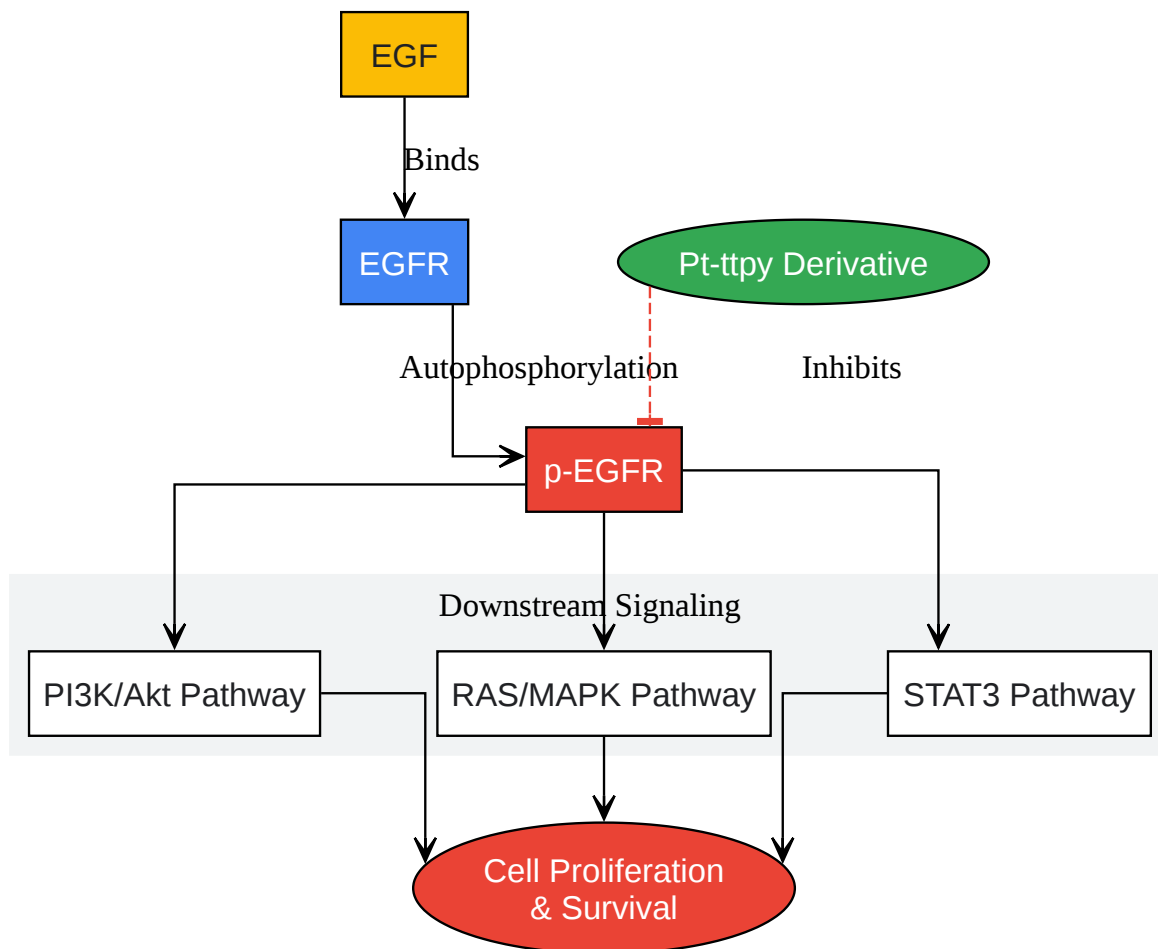 EGF
Binds
EGFR
Pt-ttpy Derivative
Autophosphorylation
Inhibits
p-EGFR
Downstream Signaling
PI3K/Akt Pathway
RAS/MAPK Pathway
STAT3 Pathway
Cell Proliferation
& Survival